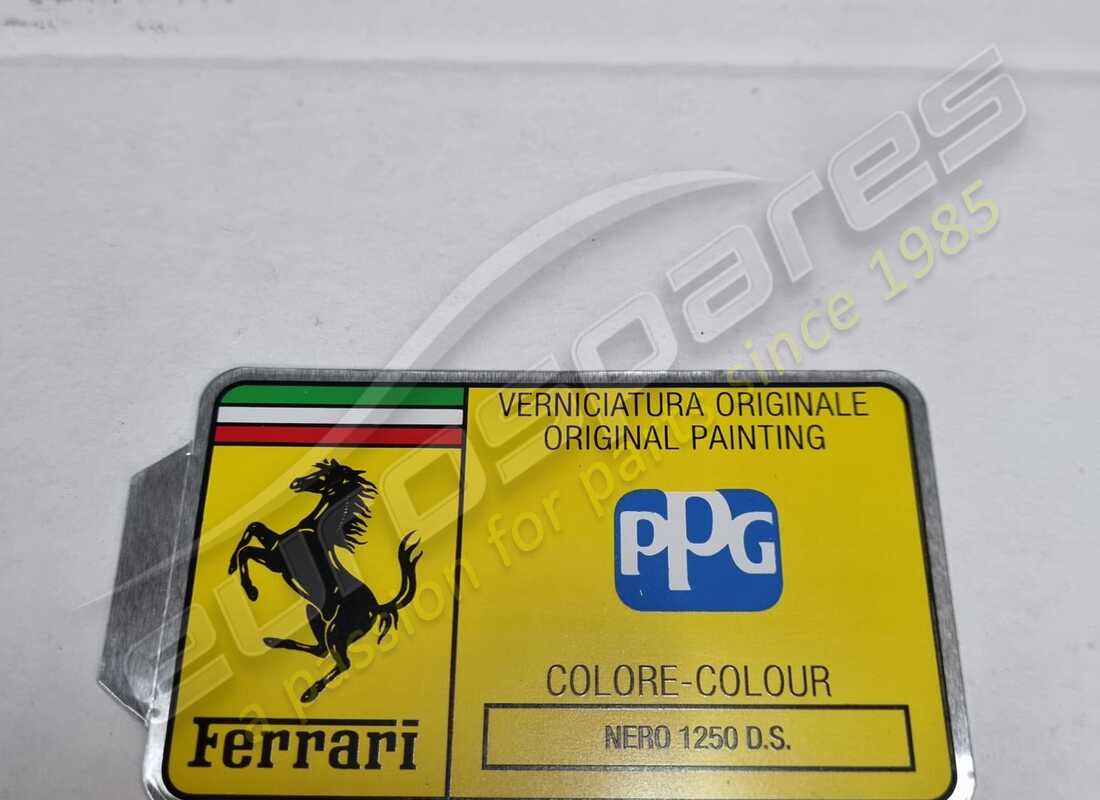 eurospares
a passion for parts since 1985
VERNICIATURA ORIGINALE
ORIGINAL PAINTING
PPG
COLORE-COLOUR
NERO 1250 D.S.
Ferrari